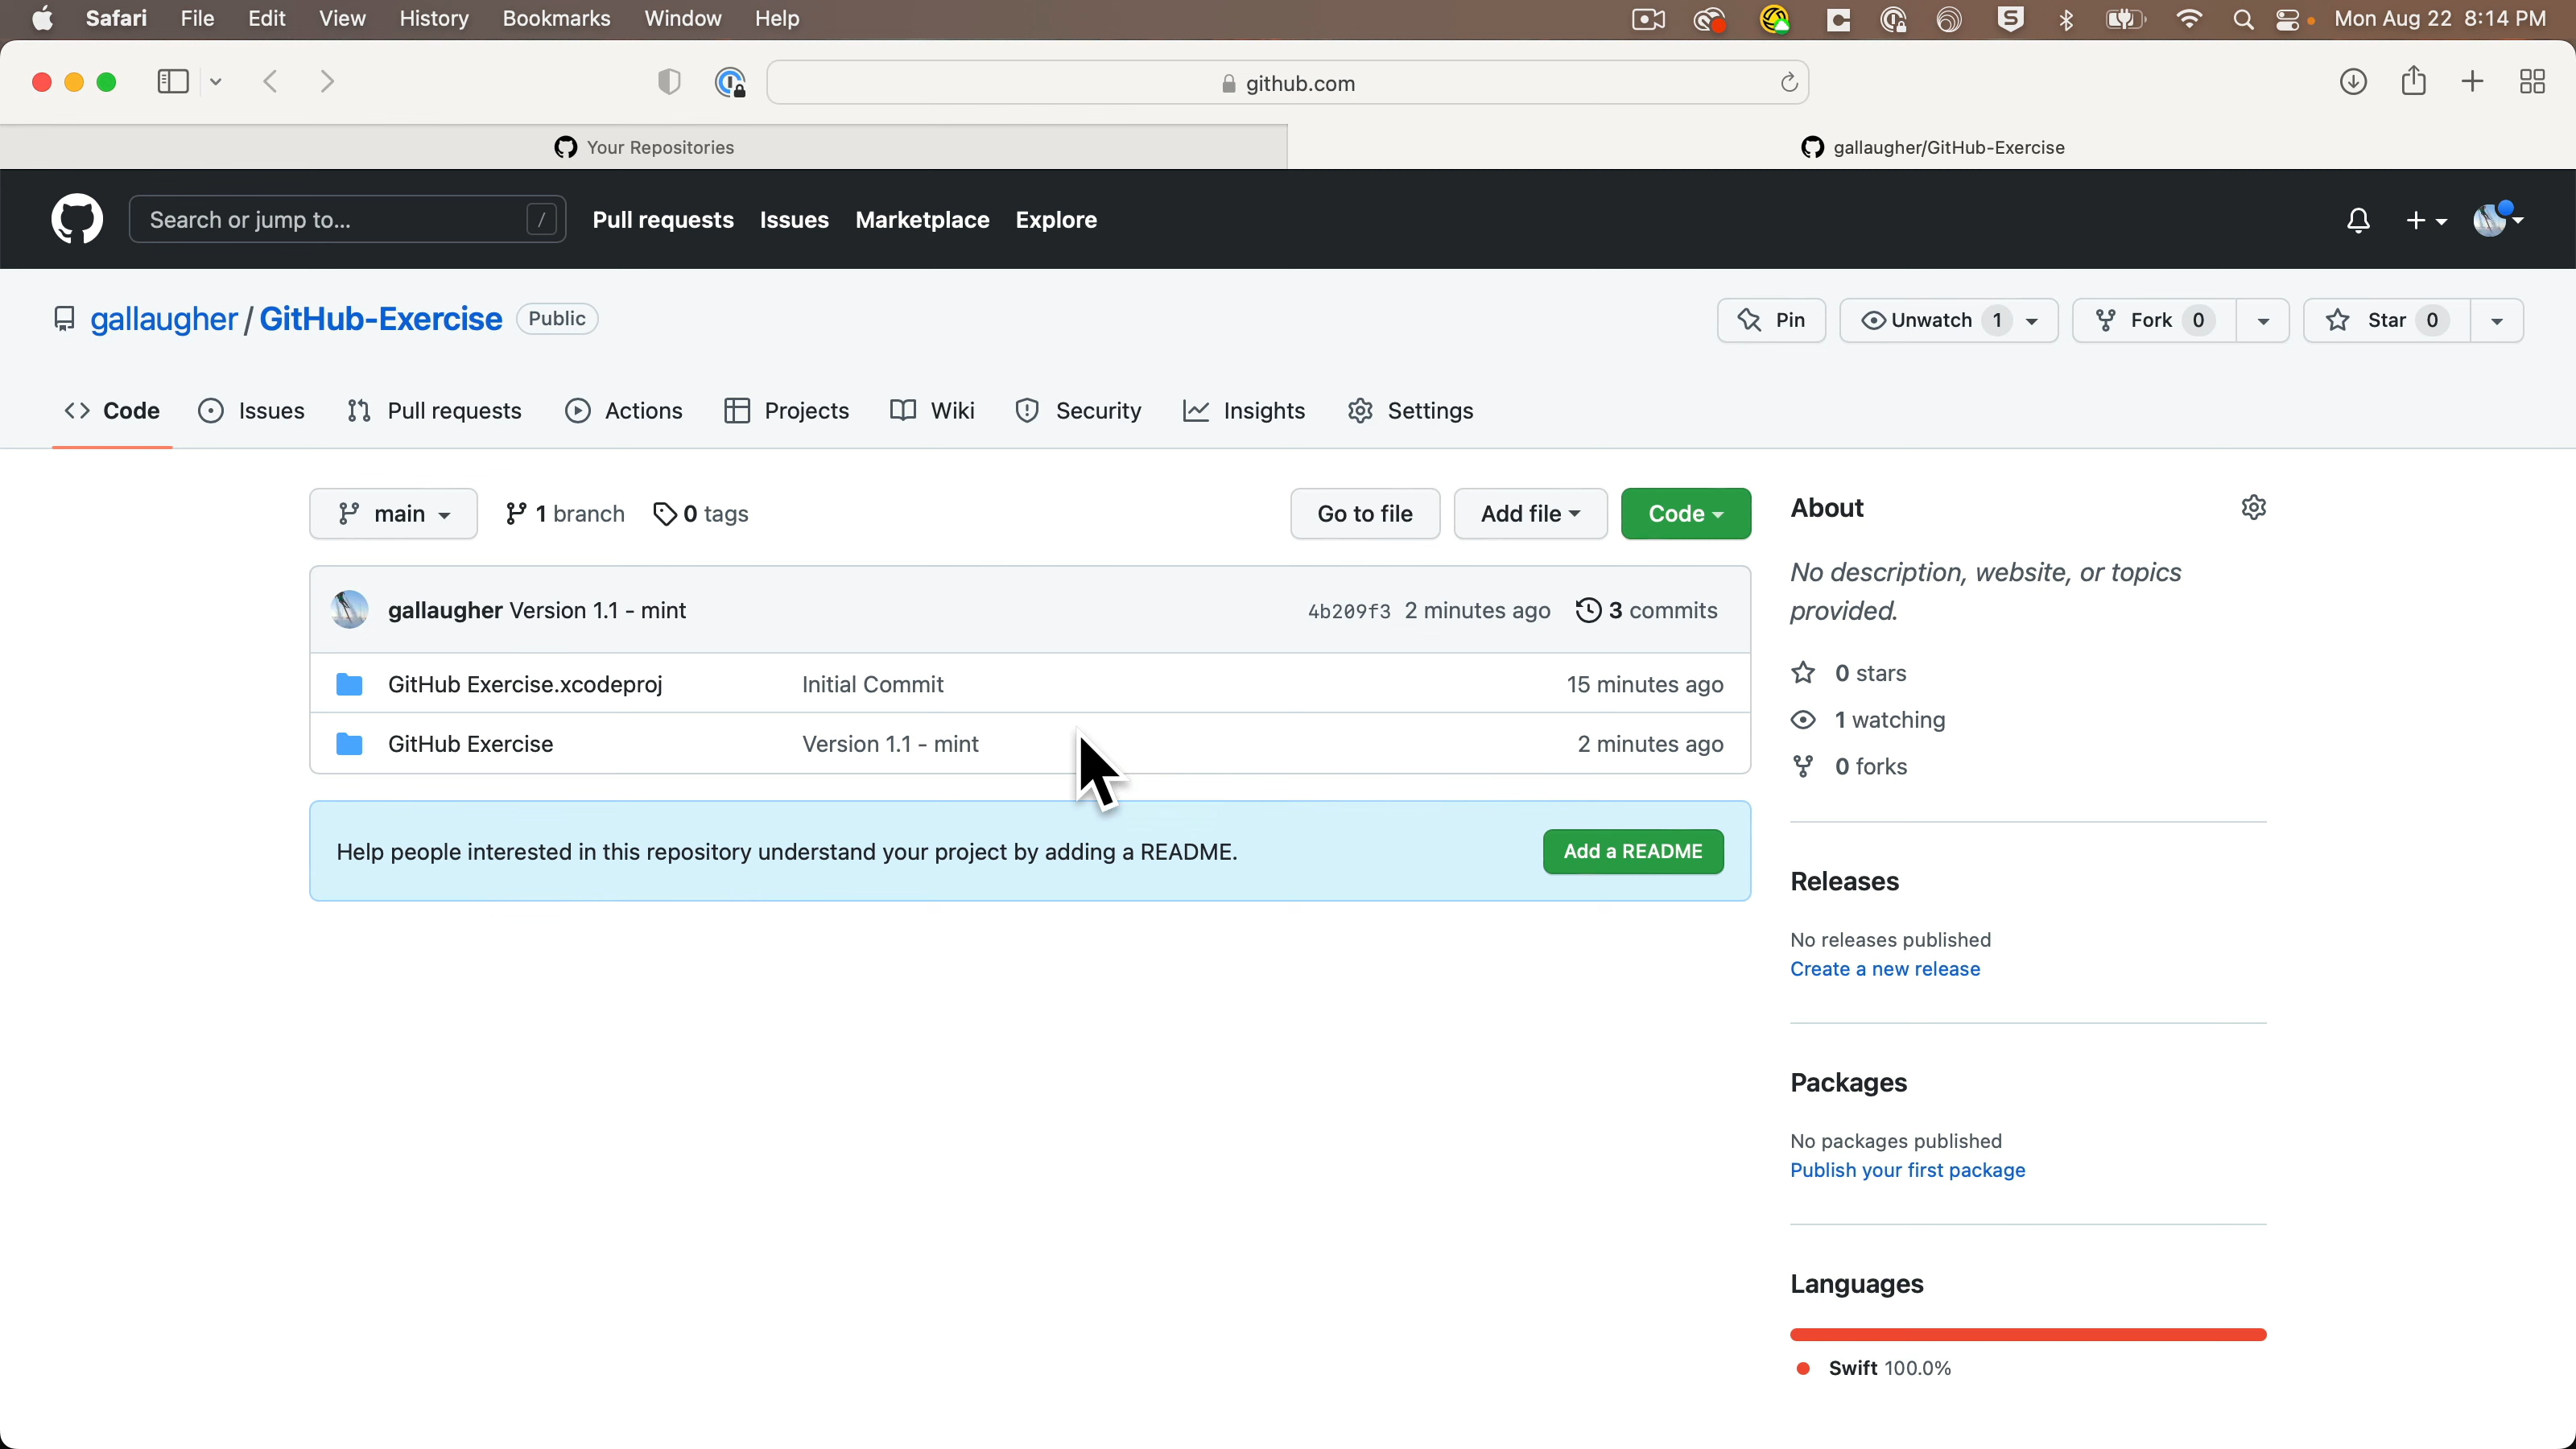 Safari File Edit View History Bookmarks Window Help Mon Aug 22 8:14 PM
github.com
Your Repositories gallaugher/GitHub-Exercise
Search or jump to... / Pull requests Issues Marketplace Explore
gallaugher / GitHub-Exercise Public Pin Unwatch 1 Fork 0 Star 0
Code Issues Pull requests Actions Projects Wiki Security Insights Settings
main 1 branch 0 tags Go to file Add file Code
gallaugher Version 1.1 - mint 4b209f3 2 minutes ago 3 commits
GitHub Exercise.xcodeproj Initial Commit 15 minutes ago
GitHub Exercise Version 1.1 - mint 2 minutes ago
Help people interested in this repository understand your project by adding a README. Add a README
About
No description, website, or topics
provided.
0 stars
1 watching
0 forks
Releases
No releases published
Create a new release
Packages
No packages published
Publish your first package
Languages
Swift 100.0%